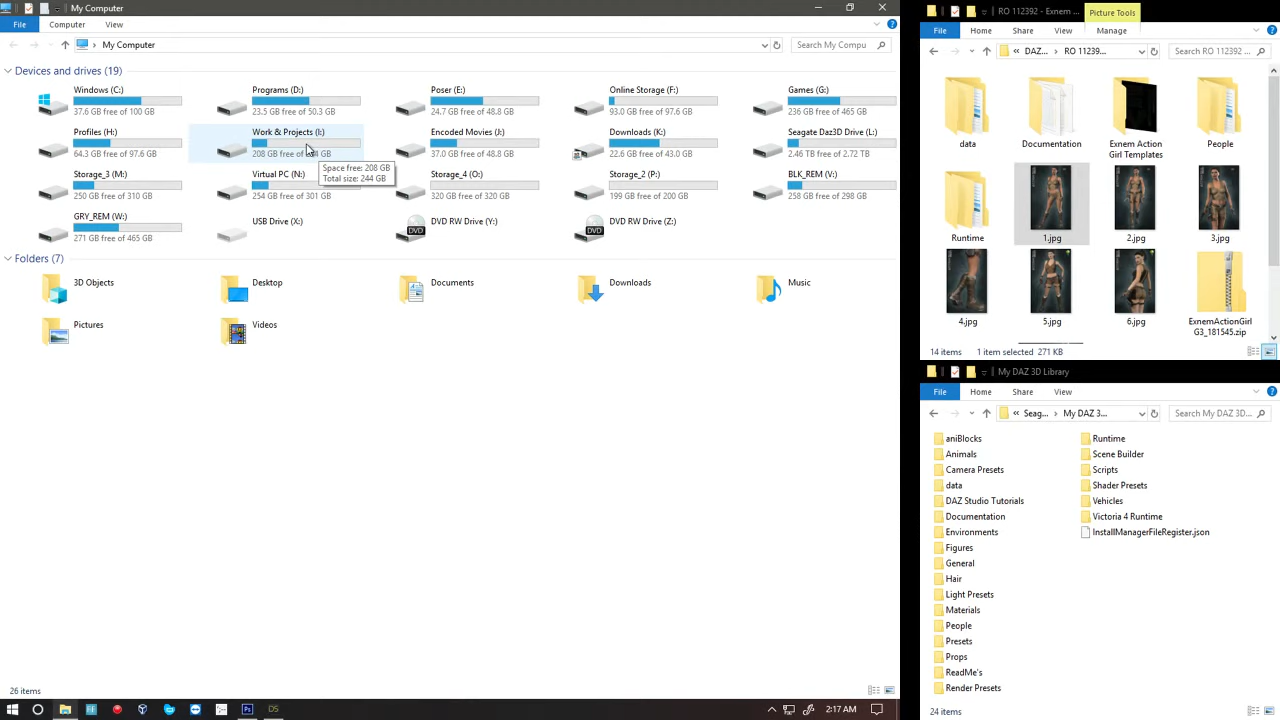 My Computer
File
Computer
View
My Computer
Search My Compu
Devices and drives (19)
Windows (C:)
37.6 GB free of 100 GB
Programs (D:)
23.5 GB free of 50.3 GB
Poser (E:)
24.7 GB free of 48.8 GB
Online Storage (F:)
93.0 GB free of 97.6 GB
Games (G:)
236 GB free of 465 GB
Profiles (H:)
64.3 GB free of 97.6 GB
Work & Projects (I:)
208 GB free of GB
Encoded Movies (J:)
37.0 GB free of 48.8 GB
Downloads (K:)
22.6 GB free of 43.0 GB
Seagate Daz3D Drive (L:)
2.46 TB free of 2.72 TB
Space free: 208 GB
Total size: 244 GB
Storage_3 (M:)
250 GB free of 310 GB
Virtual PC (N:)
254 GB free of 301 GB
Storage_4 (O:)
320 GB free of 320 GB
Storage_2 (P:)
199 GB free of 200 GB
BLK_REM (V:)
258 GB free of 298 GB
GRY_REM (W:)
271 GB free of 465 GB
USB Drive (X:)
DVD RW Drive (Y:)
DVD
DVD RW Drive (Z:)
DVD
Folders (7)
3D Objects
Desktop
Documents
Downloads
Music
Pictures
Videos
26 items
DS
2:17 AM
RO 112392 - Exnem ...
Picture Tools
File
Home
Share
View
Manage
« DAZ... > RO 11239...
Search RO 112392 ...
data
Documentation
Exnem Action
Girl Templates
People
Runtime
1.jpg
2.jpg
3.jpg
4.jpg
5.jpg
6.jpg
ExnemActionGirl
G3_181545.zip
14 items
1 item selected 271 KB
My DAZ 3D Library
File
Home
Share
View
« Seag... > My DAZ 3...
Search My DAZ 3D...
aniBlocks
Animals
Camera Presets
data
DAZ Studio Tutorials
Documentation
Environments
Figures
General
Hair
Light Presets
Materials
People
Presets
Props
ReadMe's
Render Presets
Runtime
Scene Builder
Scripts
Shader Presets
Vehicles
Victoria 4 Runtime
InstallManagerFileRegister.json
24 items